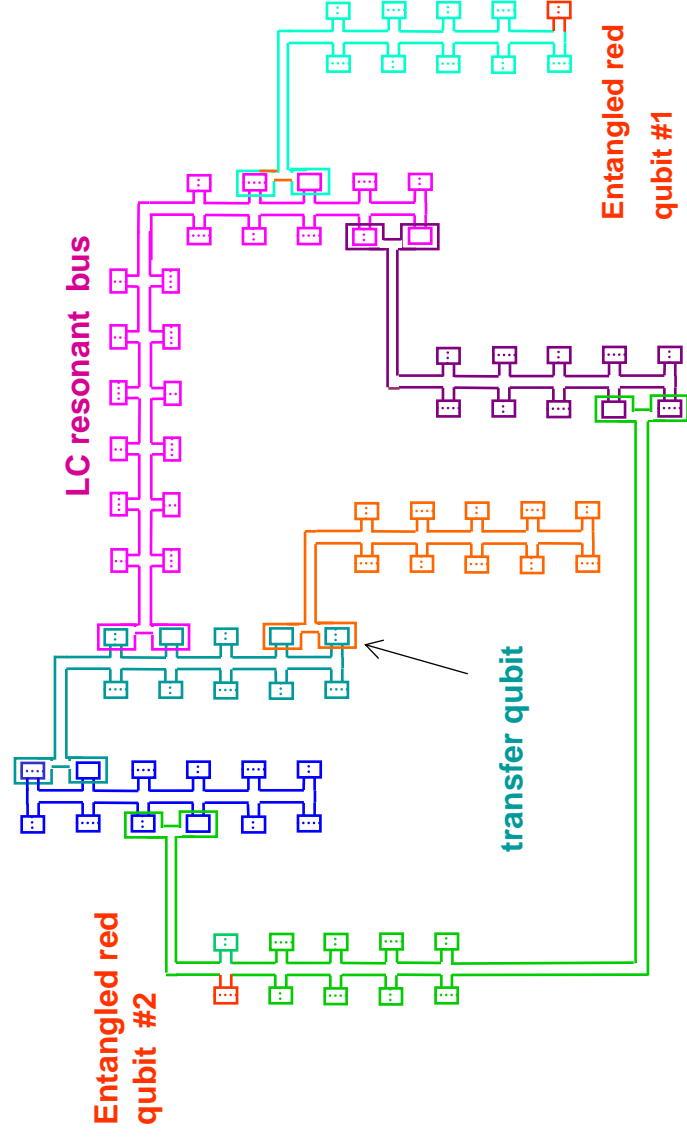 LC resonant bus
Entangled red
qubit #1
transfer qubit
Entangled red
qubit #2